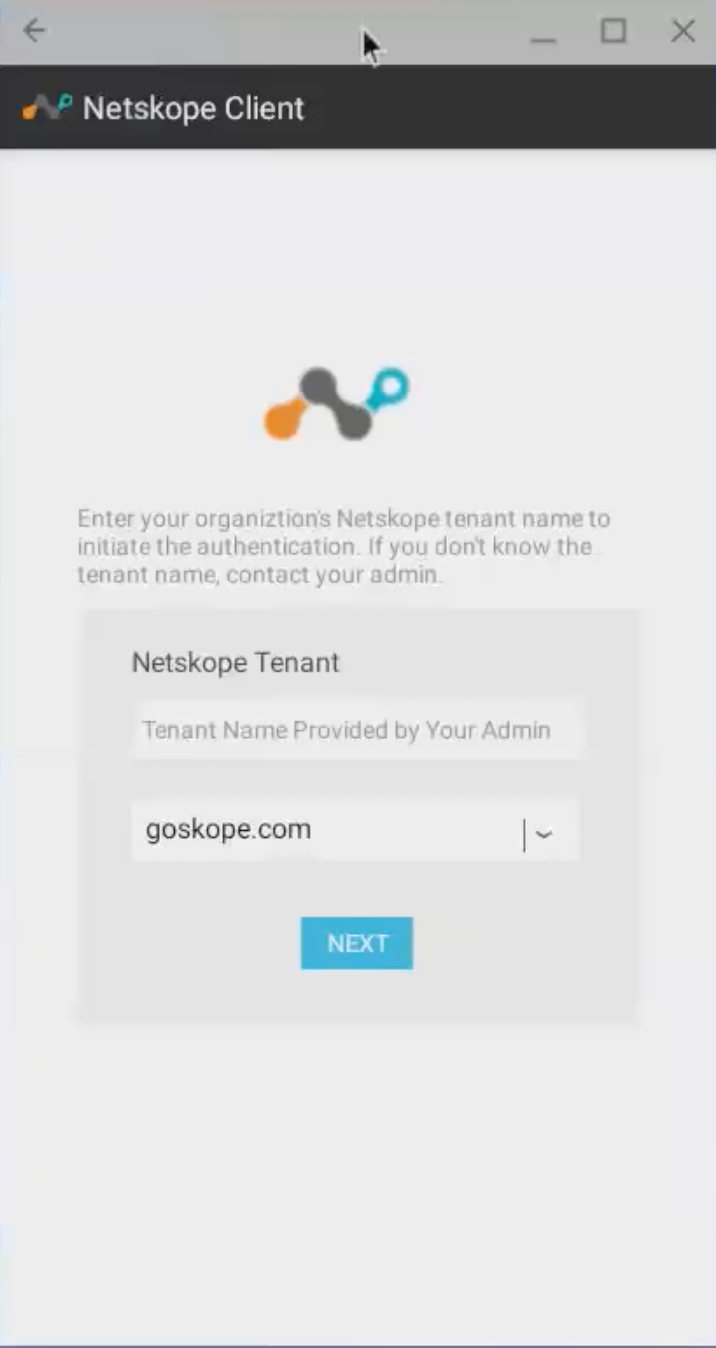 Netskope Client
Enter your organiztion's Netskope tenant name to
initiate the authentication. If you don't know the
tenant name, contact your admin.
Netskope Tenant
Tenant Name Provided by Your Admin
goskope.com
NEXT